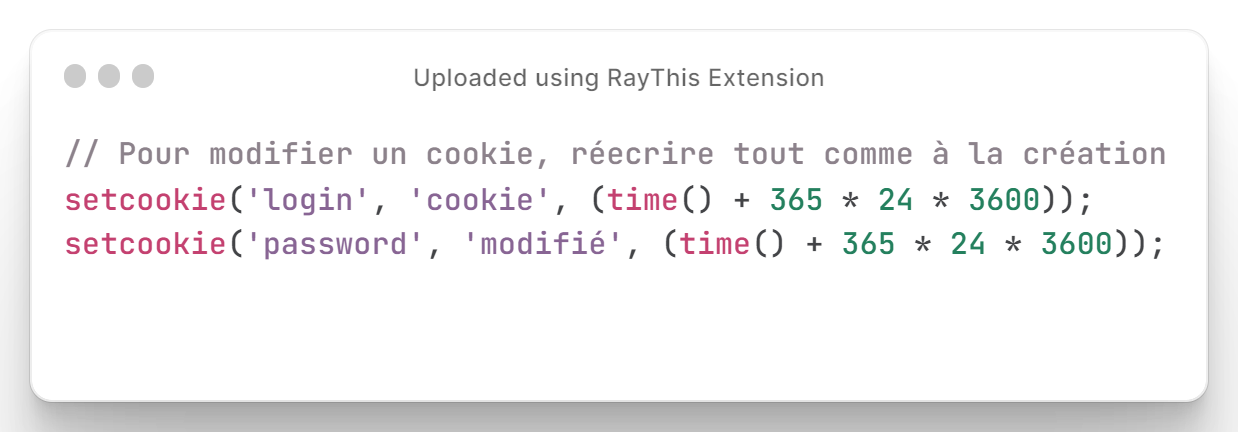 Uploaded using RayThis Extension
// Pour modifier un cookie, réecrire tout comme à la création
setcookie('login', 'cookie', (time() + 365 * 24 * 3600));
setcookie('password', 'modifié', (time() + 365 * 24 * 3600));